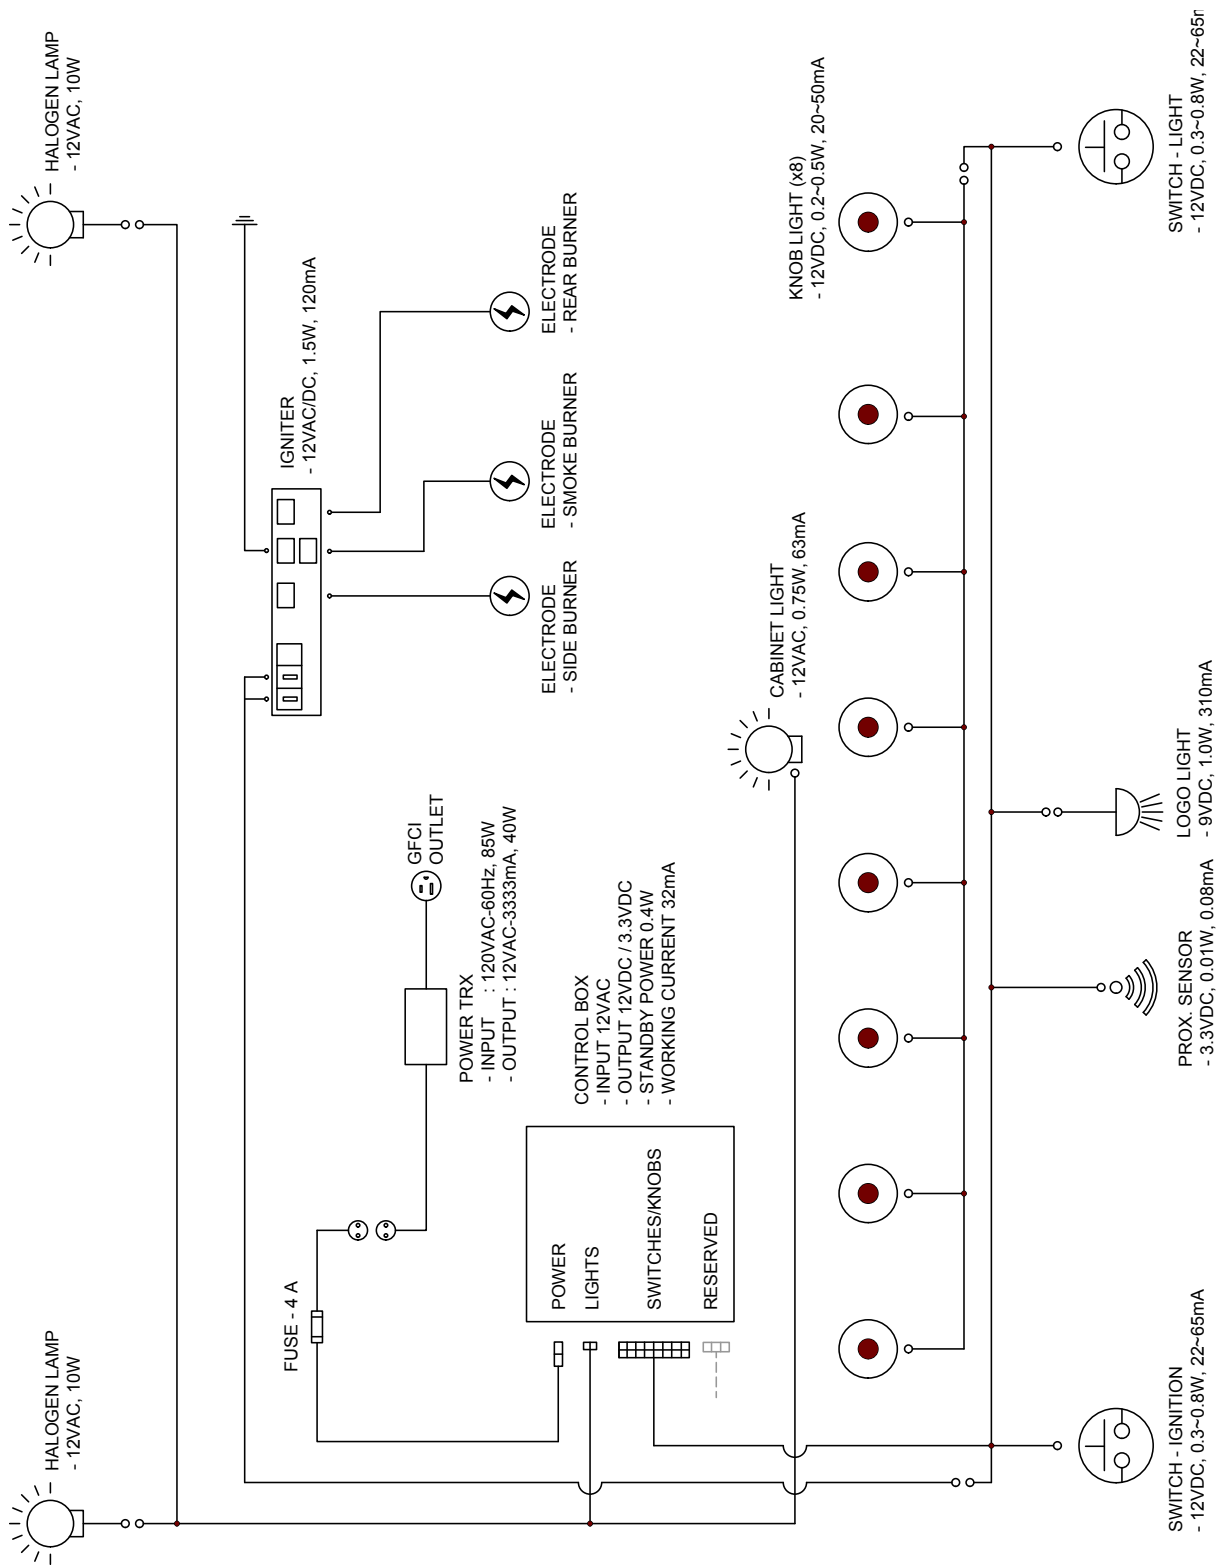 HALOGEN LAMP
- 12VAC, 10W
HALOGEN LAMP
- 12VAC, 10W
FUSE - 4 A
GFCI
OUTLET
POWER TRX
- INPUT : 120VAC-60Hz, 85W
- OUTPUT : 12VAC-3333mA, 40W
IGNITER
- 12VAC/DC, 1.5W, 120mA
ELECTRODE
- SIDE BURNER
ELECTRODE
- SMOKE BURNER
ELECTRODE
- REAR BURNER
CONTROL BOX
- INPUT 12VAC
- OUTPUT 12VDC / 3.3VDC
- STANDBY POWER 0.4W
- WORKING CURRENT 32mA
POWER
LIGHTS
SWITCHES/KNOBS
RESERVED
CABINET LIGHT
- 12VAC, 0.75W, 63mA
KNOB LIGHT (x8)
- 12VDC, 0.2~0.5W, 20~50mA
SWITCH - IGNITION
- 12VDC, 0.3~0.8W, 22~65mA
PROX. SENSOR
- 3.3VDC, 0.01W, 0.08mA
LOGO LIGHT
- 9VDC, 1.0W, 310mA
SWITCH - LIGHT
- 12VDC, 0.3~0.8W, 22~65